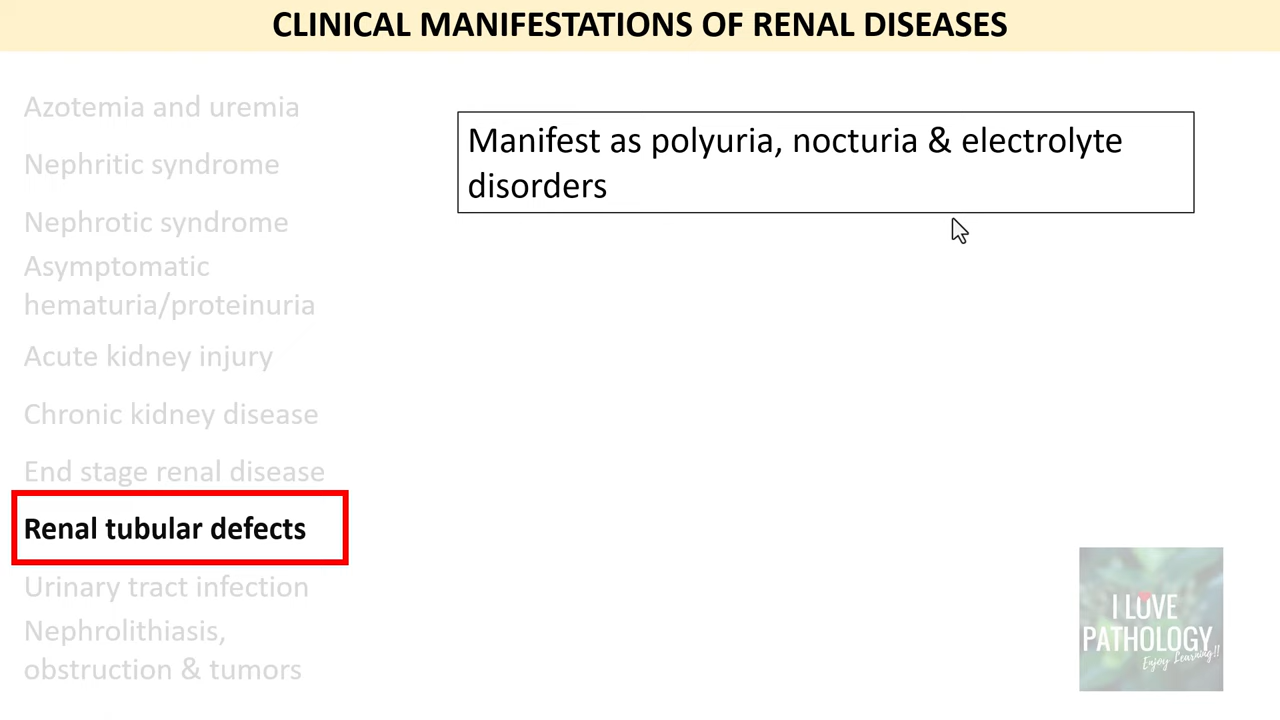 CLINICAL MANIFESTATIONS OF RENAL DISEASES
Azotemia and uremia
Nephritic syndrome
Nephrotic syndrome
Asymptomatic
hematuria/proteinuria
Acute kidney injury
Chronic kidney disease
End stage renal disease
Renal tubular defects
Urinary tract infection
Nephrolithiasis,
obstruction & tumors
Manifest as polyuria, nocturia & electrolyte
disorders
I LOVE
PATHOLOGY
Enjoy Learning!!